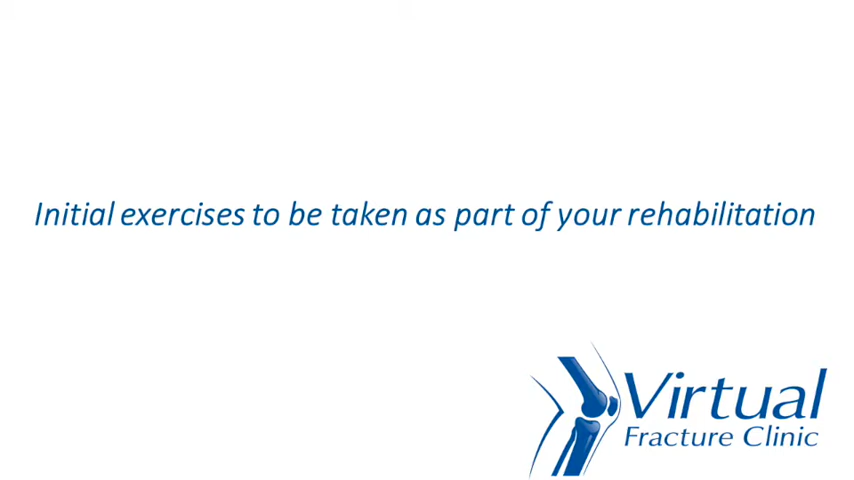 Initial exercises to be taken as part of your rehabilitation
Virtual
Fracture Clinic